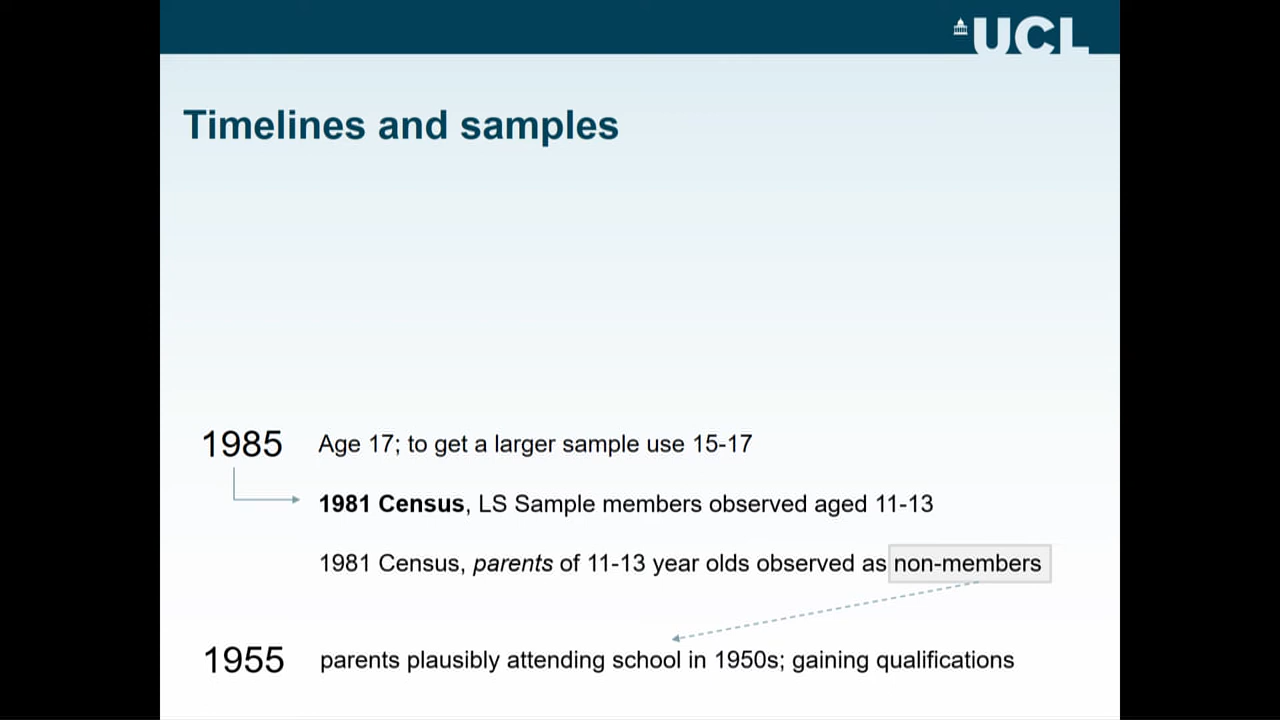 UCL
Timelines and samples
1985 Age 17; to get a larger sample use 15-17
1981 Census, LS Sample members observed aged 11-13
1981 Census, parents of 11-13 year olds observed as non-members
1955 parents plausibly attending school in 1950s; gaining qualifications